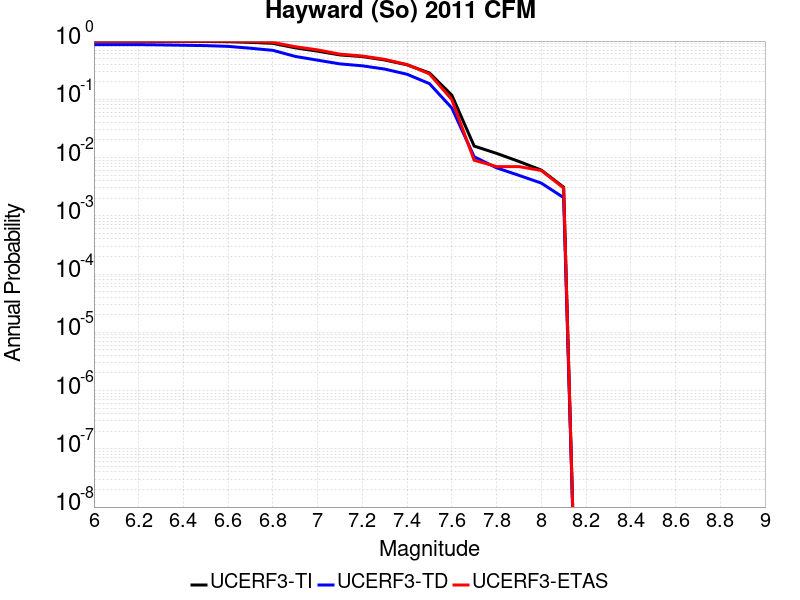 Hayward (So) 2011 CFM
Annual Probability
10^0
10^-1
10^-2
10^-3
10^-4
10^-5
10^-6
10^-7
10^-8
6 6.2 6.4 6.6 6.8 7 7.2 7.4 7.6 7.8 8 8.2 8.4 8.6 8.8 9
Magnitude
UCERF3-TI UCERF3-TD UCERF3-ETAS